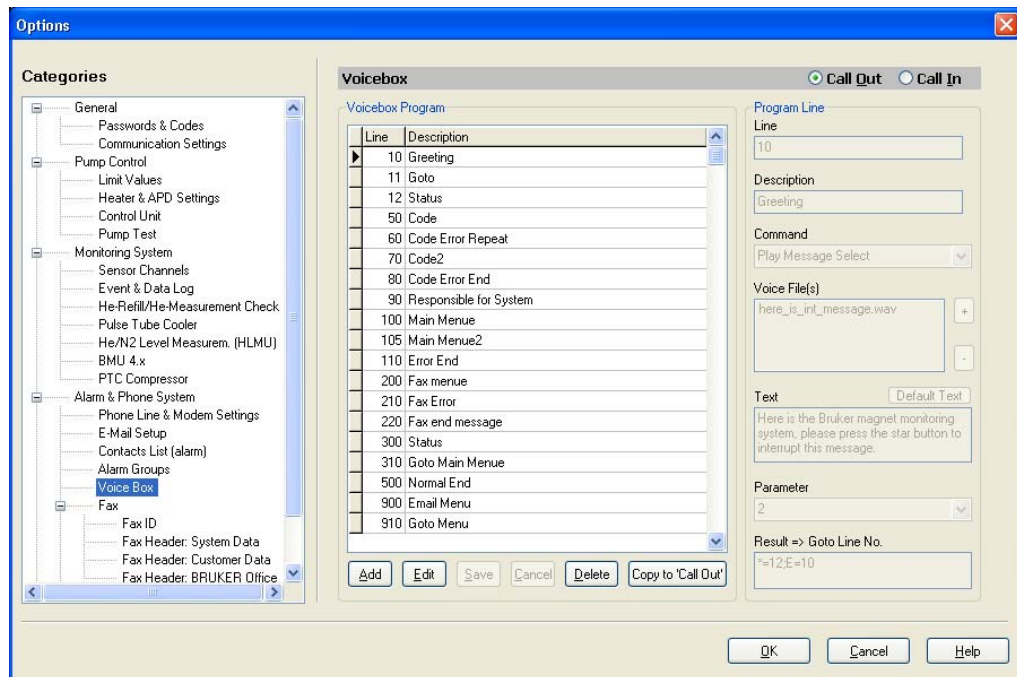 Options
Categories
General
Passwords & Codes
Communication Settings
Pump Control
Limit Values
Heater & APD Settings
Control Unit
Pump Test
Monitoring System
Sensor Channels
Event & Data Log
He-Refill/He-Measurement Check
Pulse Tube Cooler
He/N2 Level Measurem. (HLMU)
BMU 4.x
PTC Compressor
Alarm & Phone System
Phone Line & Modem Settings
E-Mail Setup
Contacts List (alarm)
Alarm Groups
Voice Box
Fax
Fax ID
Fax Header: System Data
Fax Header: Customer Data
Fax Header: BRUKER Office
Voicebox
Call Out Call In
Voicebox Program
Line Description
10 Greeting
11 Goto
12 Status
50 Code
60 Code Error Repeat
70 Code2
80 Code Error End
90 Responsible for System
100 Main Menue
105 Main Menue2
110 Error End
200 Fax menue
210 Fax Error
220 Fax end message
300 Status
310 Goto Main Menue
500 Normal End
900 Email Menu
910 Goto Menu
Add Edit Save Cancel Delete Copy to 'Call Out'
Program Line
Line
10
Description
Greeting
Command
Play Message Select
Voice File(s)
here_is_int_message.wav
+
-
Text Default Text
Here is the Bruker magnet monitoring
system, please press the star button to
interrupt this message.
Parameter
2
Result => Goto Line No.
*=12;E=10
OK Cancel Help